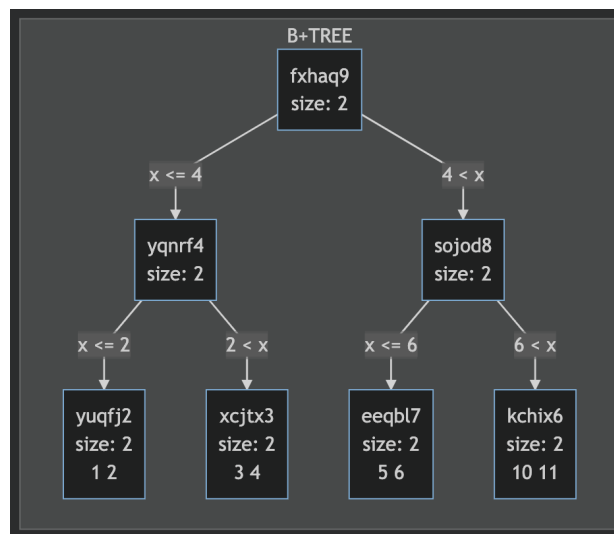 B+TREE
fxhaq9
size: 2
x <= 4
4 < x
yqnrf4
size: 2
sojod8
size: 2
x <= 2
2 < x
x <= 6
6 < x
yuqfj2
size: 2
1 2
xcjtx3
size: 2
3 4
eeqbl7
size: 2
5 6
kchix6
size: 2
10 11